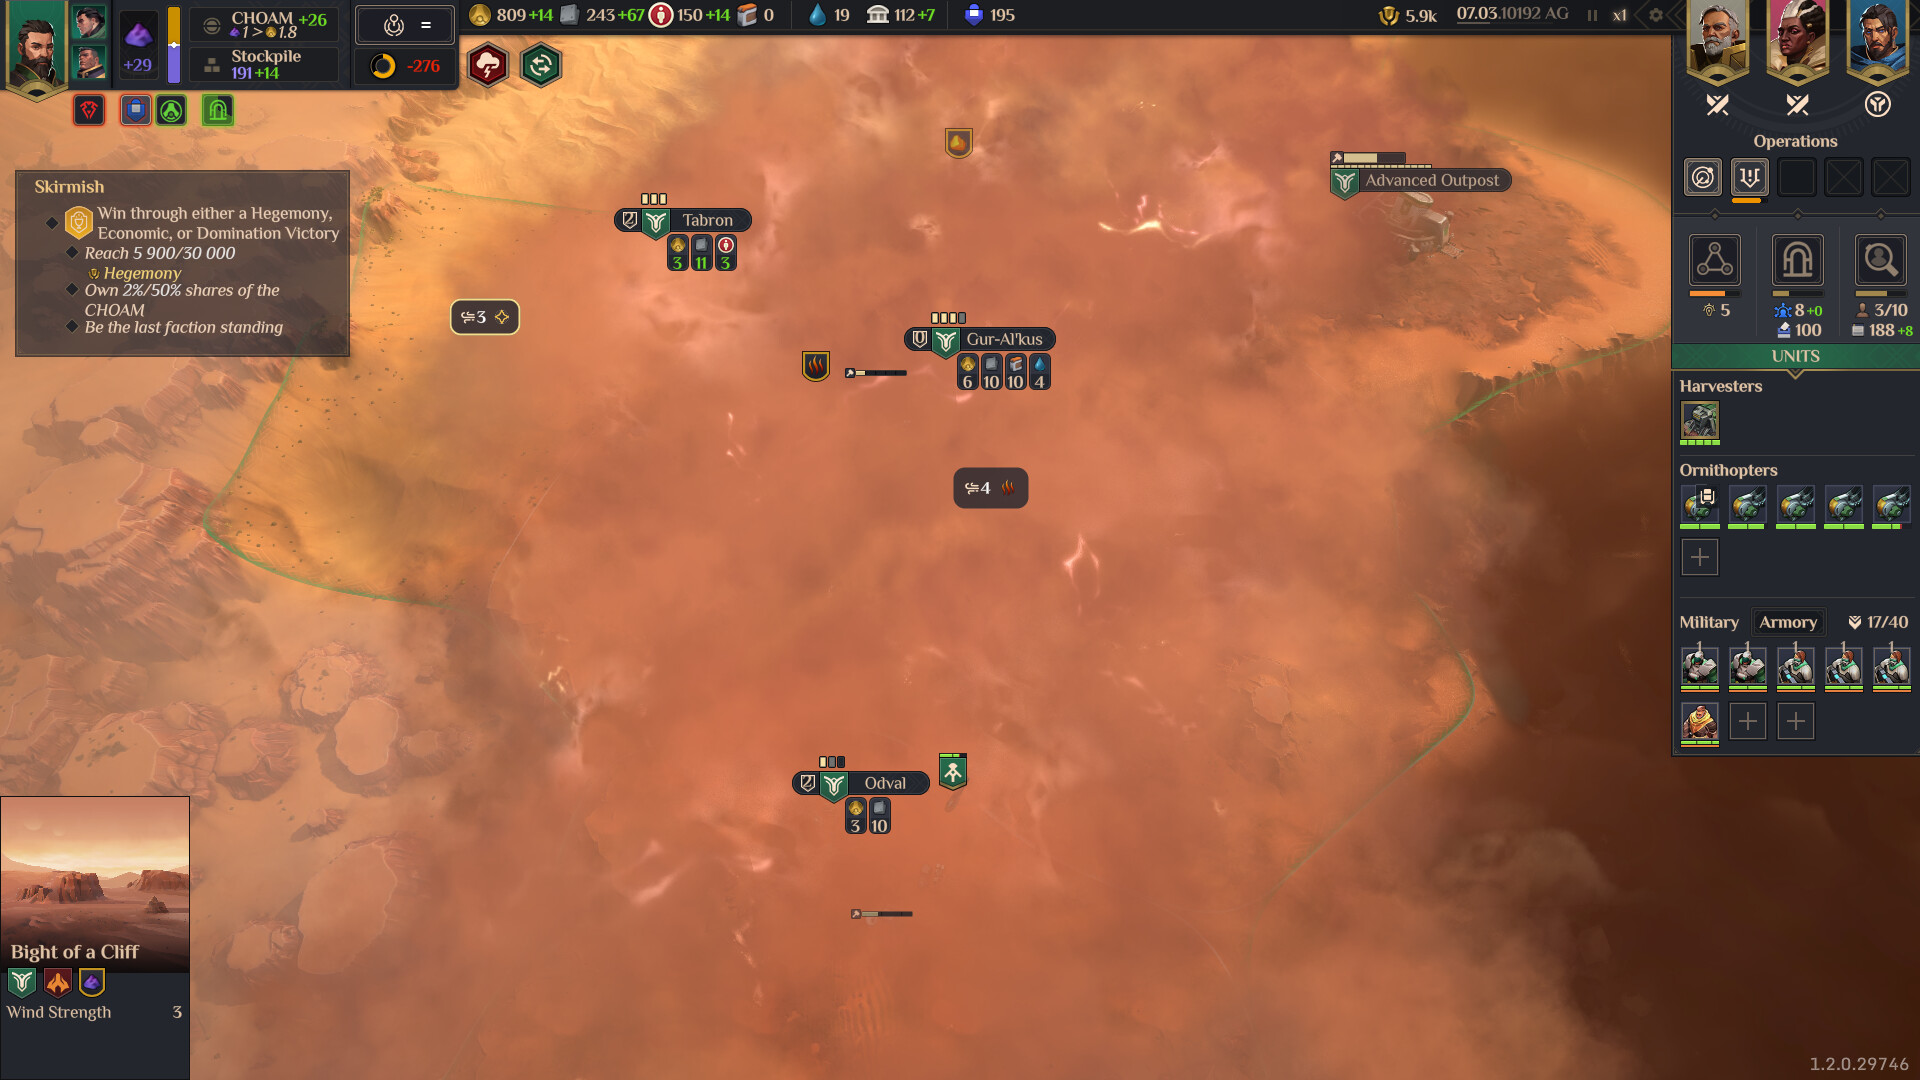 CHOAM +26
1 > 1.8
+29
Stockpile
191 +14
=
-276
809 +14
243 +67
150 +14
0
19
112 +7
195
5.9k
07.03.10192 AG
x1
Skirmish
Win through either a Hegemony,
Economic, or Domination Victory
Reach 5 900/30 000
Hegemony
Own 2%/50% shares of the
CHOAM
Be the last faction standing
Tabron
3 11 3
3
Gur-Al'kus
6 10 10 4
4
Advanced Outpost
Odval
3 10
Operations
5
8 +0
100
3/10
188 +8
UNITS
Harvesters
Ornithopters
Military
Armory
17/40
1 1 1 1 1
Bight of a Cliff
Wind Strength 3
1.2.0.29746